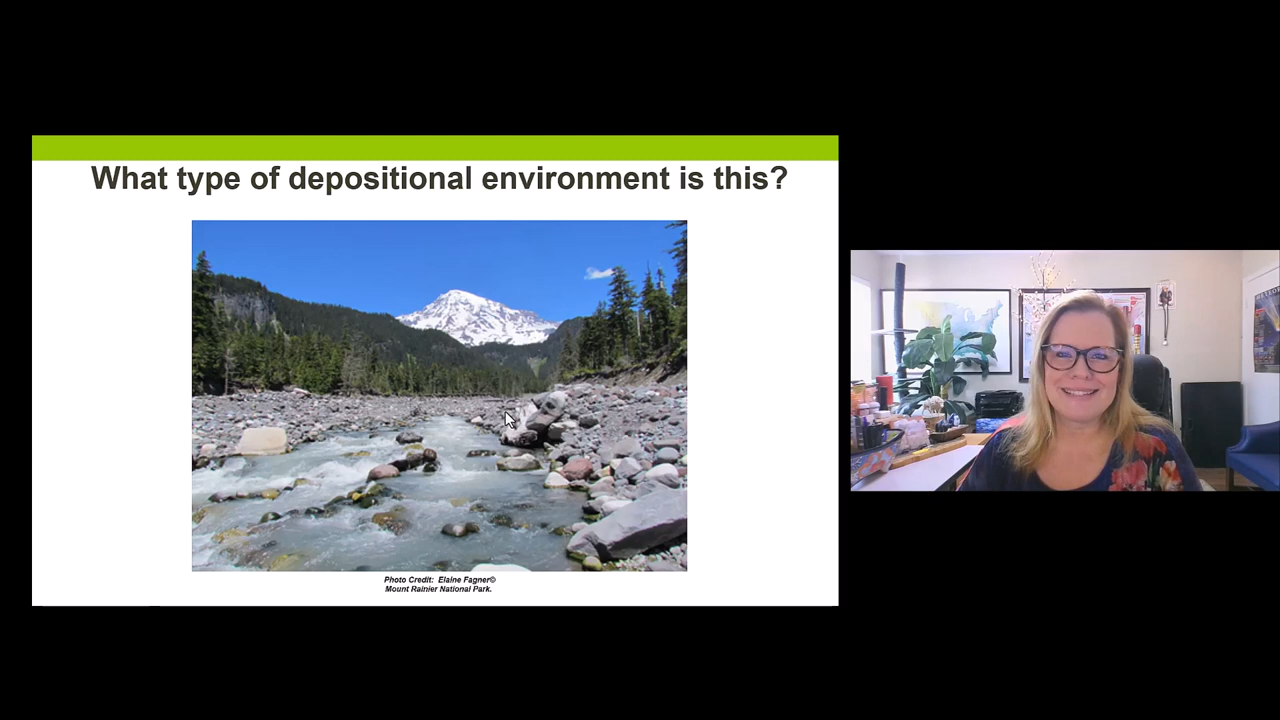 What type of depositional environment is this?
Photo Credit:  Elaine Fagner©
Mount Rainier National Park.